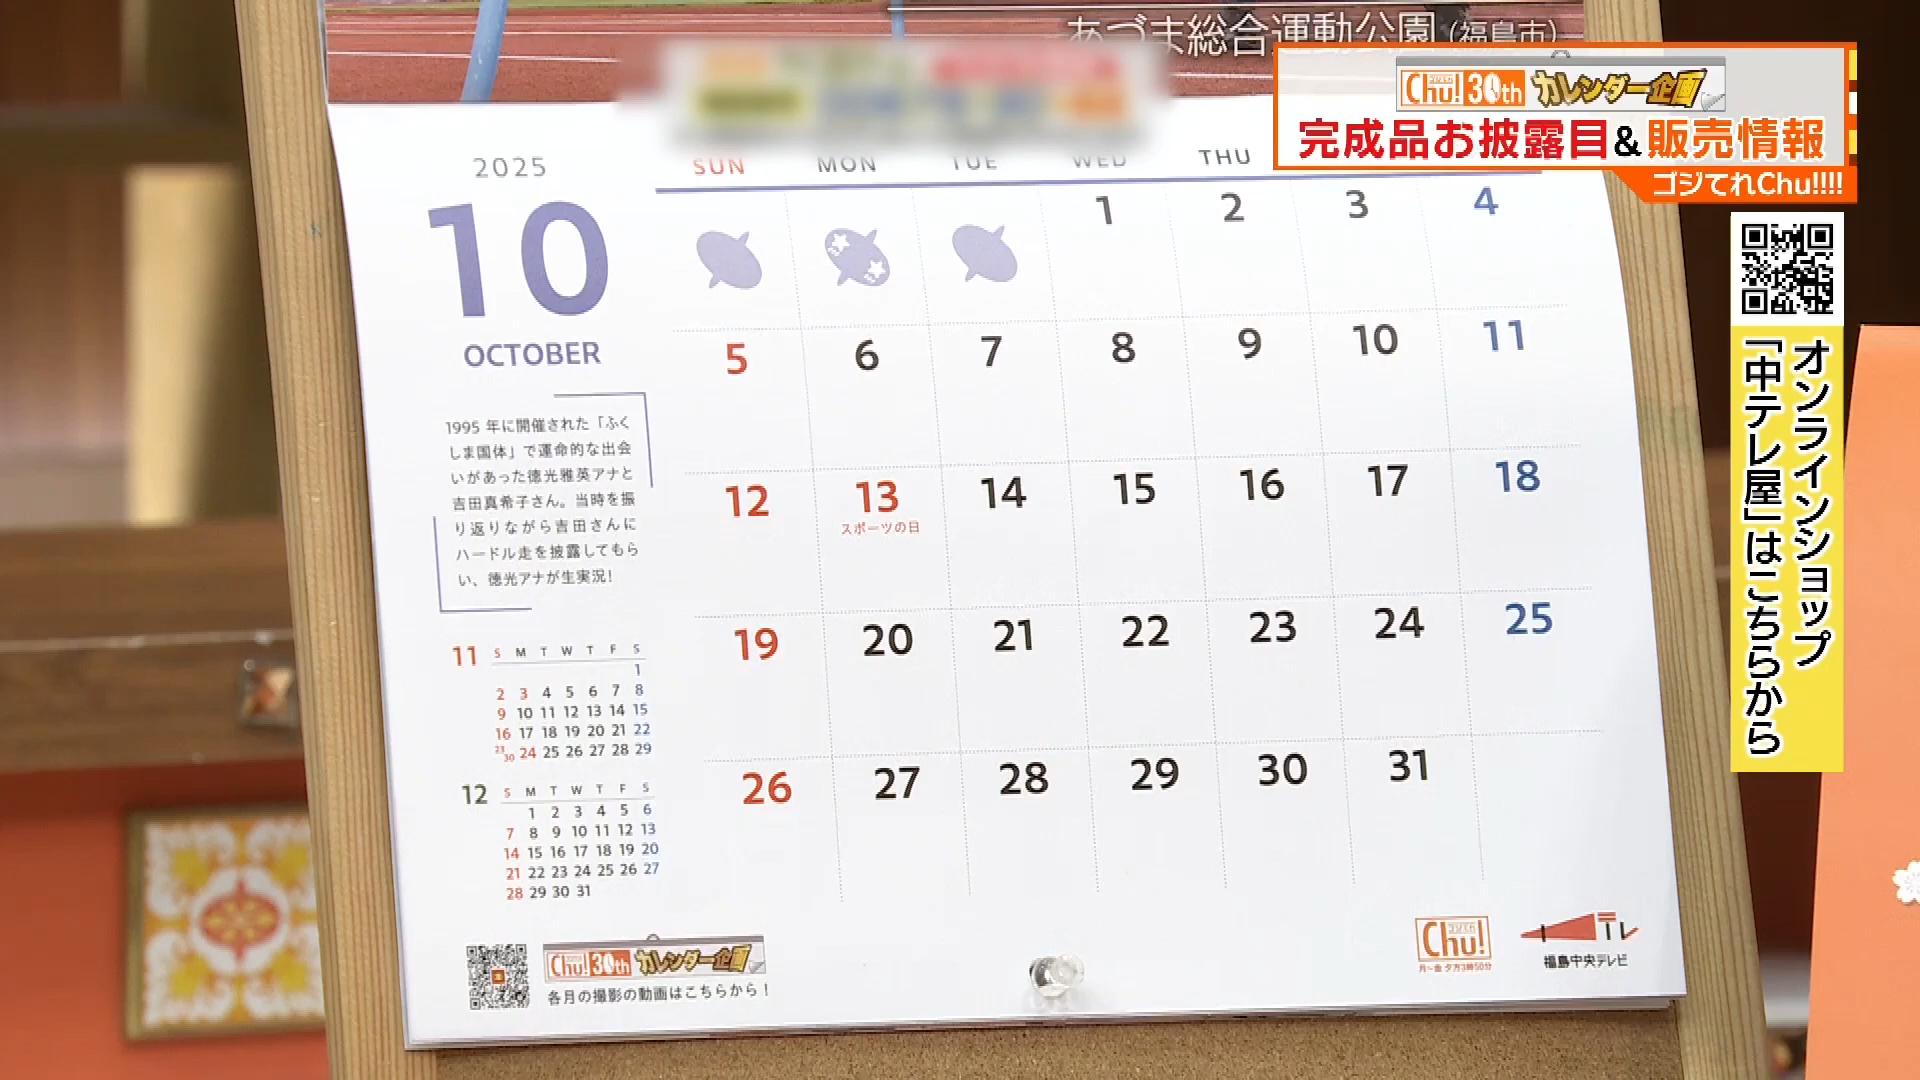 あづま総合運動公園(福島市)
Chu! 30th カレンダー企画
完成品お披露目&販売情報
ゴジてれChu!!!!
オンラインショップ
「中テレ屋」はこちらから
2025
10
OCTOBER
SUN MON TUE WED THU
1 2 3 4
5 6 7 8 9 10 11
12 13 14 15 16 17 18
スポーツの日
19 20 21 22 23 24 25
26 27 28 29 30 31
1995 年に開催された「ふく
しま国体」で運命的な出会
いがあった徳光雅英アナと
吉田真希子さん。当時を振
り返りながら吉田さんに
ハードル走を披露してもら
い、徳光アナが生実況!
11 S M T W T F S
1
2 3 4 5 6 7 8
9 10 11 12 13 14 15
16 17 18 19 20 21 22
23 30 24 25 26 27 28 29
12 S M T W T F S
1 2 3 4 5 6
7 8 9 10 11 12 13
14 15 16 17 18 19 20
21 22 23 24 25 26 27
28 29 30 31
Chu! 30th カレンダー企画
各月の撮影の動画はこちらから!
ゴジてれ
Chu!
月~金 夕方3時50分
福島中央テレビ